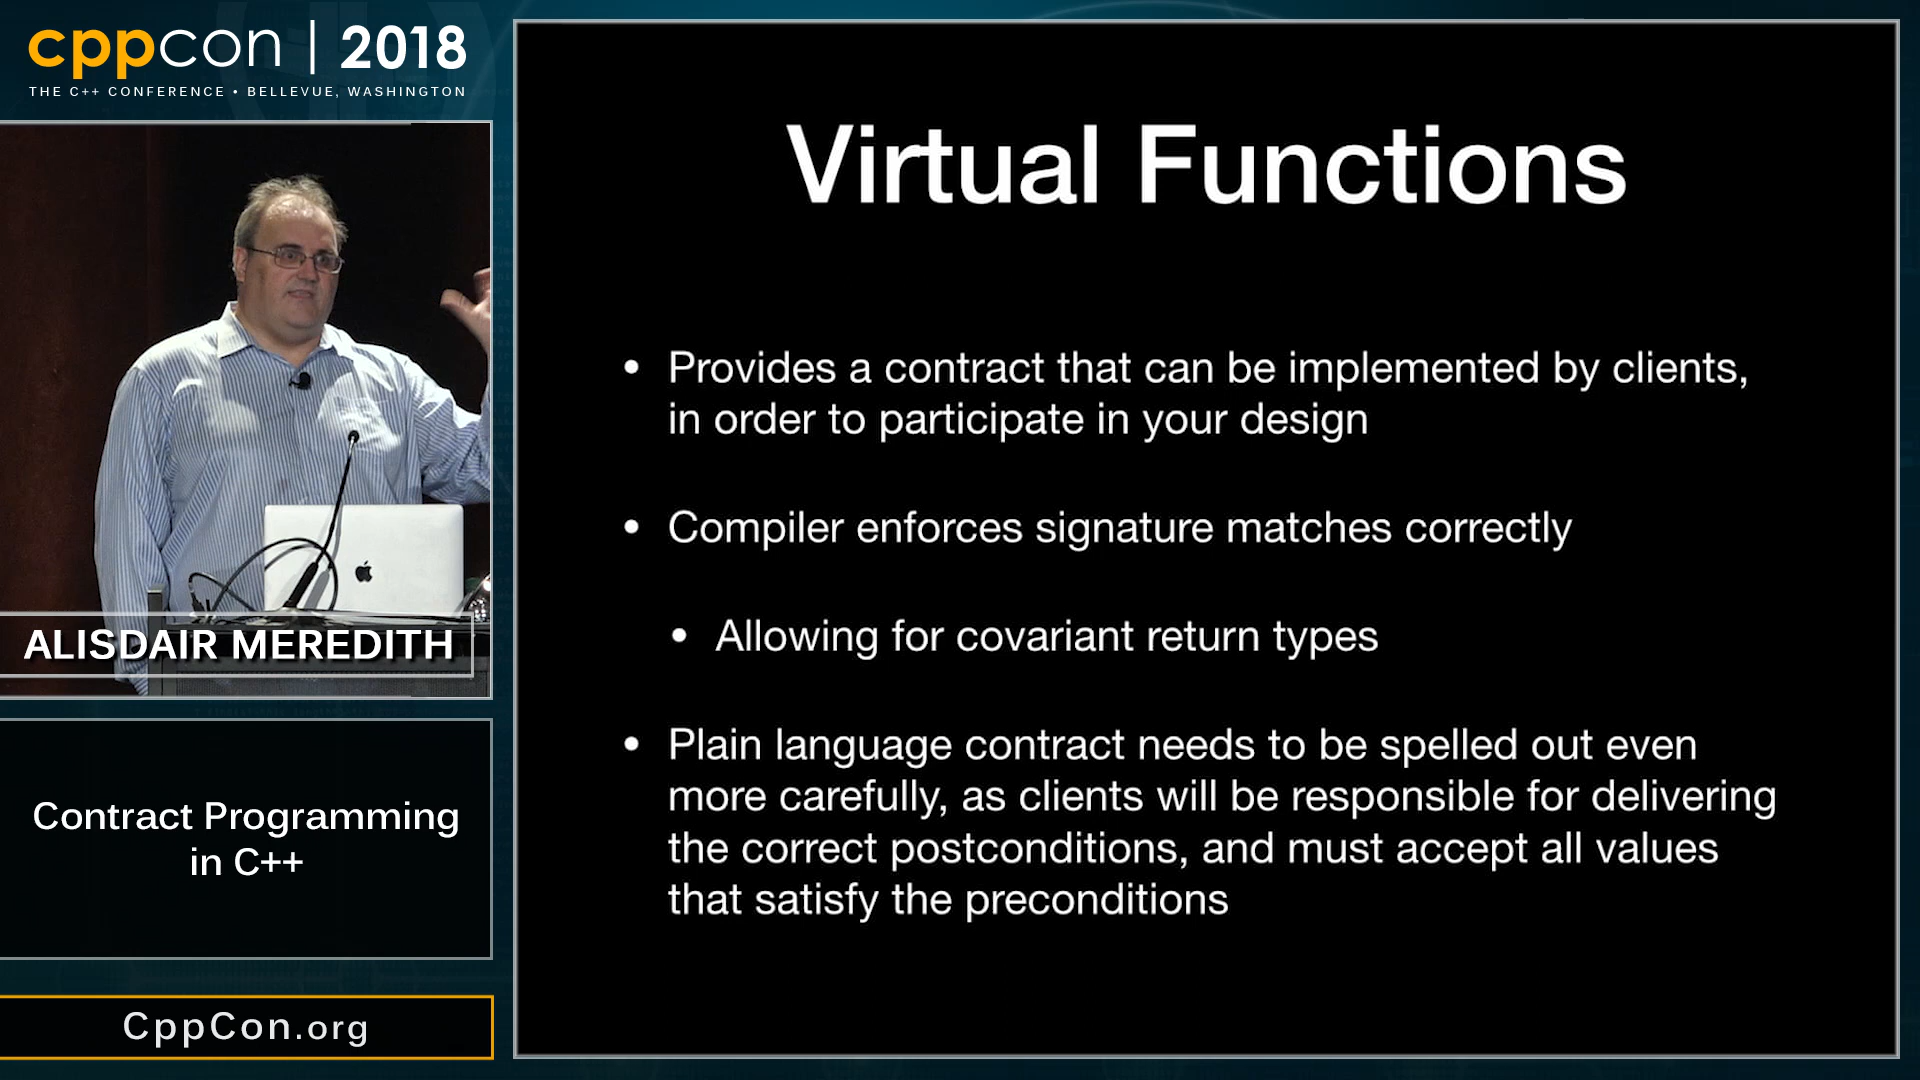 cppcon | 2018
THE C++ CONFERENCE • BELLEVUE, WASHINGTON
ALISDAIR MEREDITH
Contract Programming
in C++
CppCon.org
Virtual Functions
• Provides a contract that can be implemented by clients,
in order to participate in your design
• Compiler enforces signature matches correctly
• Allowing for covariant return types
• Plain language contract needs to be spelled out even
more carefully, as clients will be responsible for delivering
the correct postconditions, and must accept all values
that satisfy the preconditions